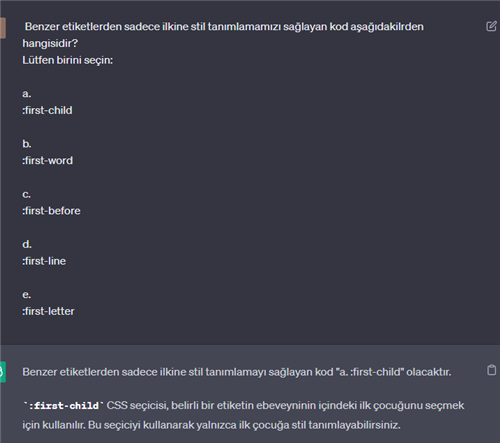 Benzer etiketlerden sadece ilkine stil tanımlamamızı sağlayan kod aşağıdakilrden
hangisidir?
Lütfen birini seçin:
a.
:first-child
b.
:first-word
c.
:first-before
d.
:first-line
e.
:first-letter
Benzer etiketlerden sadece ilkine stil tanımlamayı sağlayan kod "a. :first-child" olacaktır.
`:first-child` CSS seçicisi, belirli bir etiketin ebeveyninin içindeki ilk çocuğunu seçmek
için kullanılır. Bu seçiciyi kullanarak yalnızca ilk çocuğa stil tanımlayabilirsiniz.